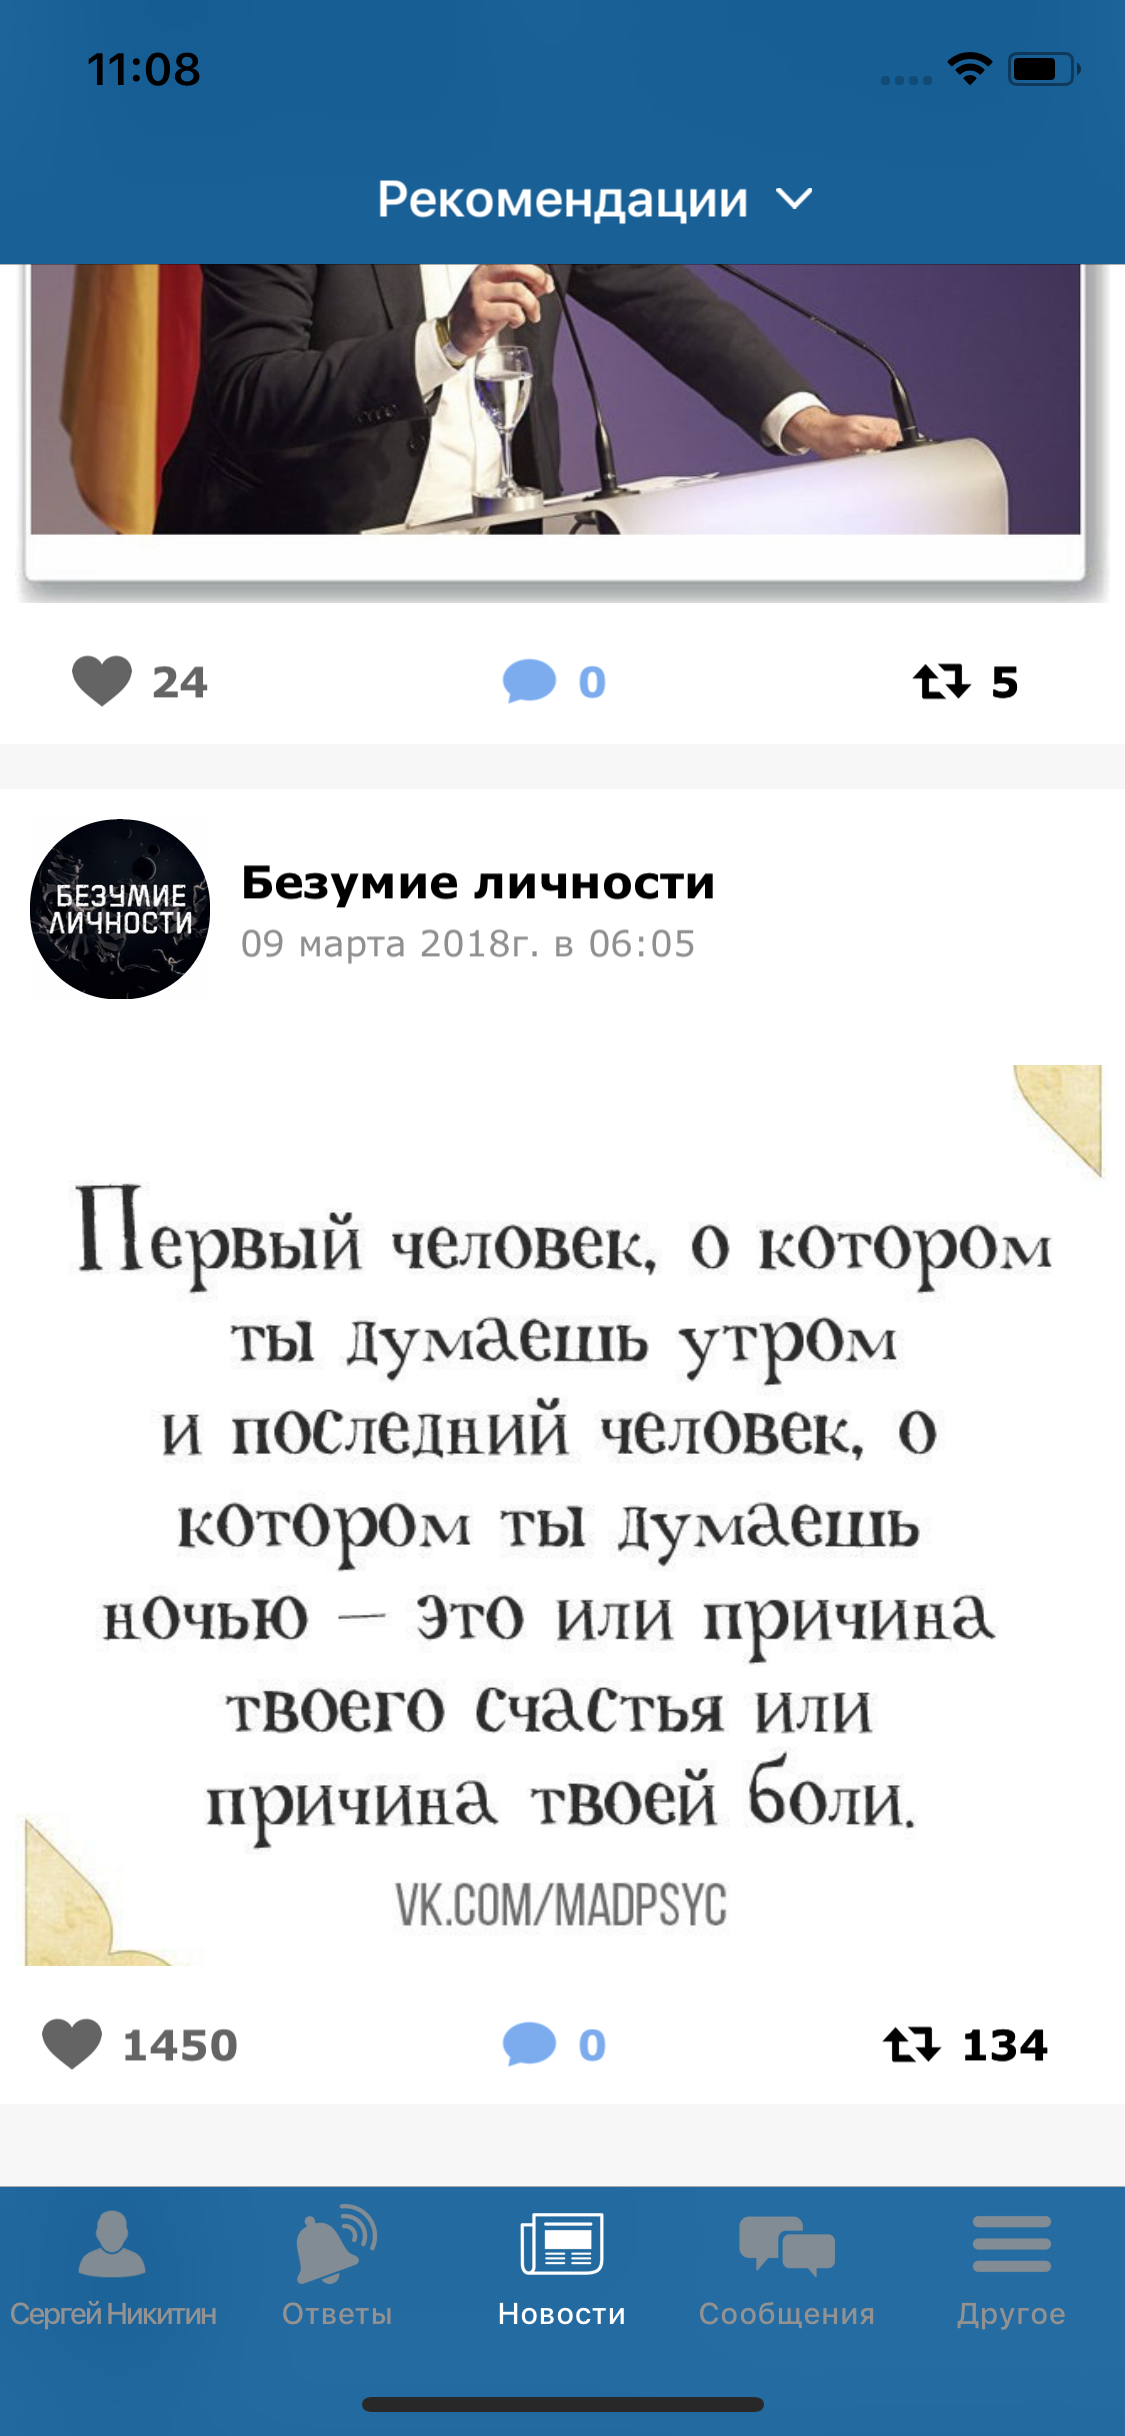 11:08
Рекомендации
24
0
5
БЕЗУМИЕ
ЛИЧНОСТИ
Безумие личности
09 марта 2018г. в 06:05
Первый человек, о котором
ты думаешь утром
и последний человек, о
котором ты думаешь
ночью – это или причина
твоего счастья или
причина твоей боли.
VK.COM/MADPSYC
1450
0
134
Сергей Никитин
Ответы
Новости
Сообщения
Другое